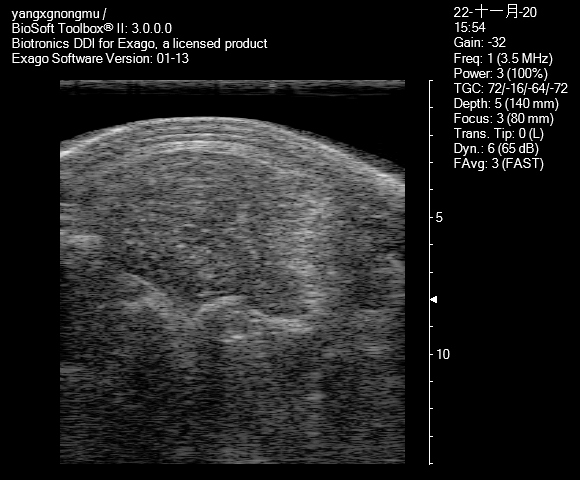 yangxgnongmu /
BioSoft Toolbox® II: 3.0.0.0
Biotronics DDI for Exago, a licensed product
Exago Software Version: 01-13
22-十一月-20
15:54
Gain: -32
Freq: 1 (3.5 MHz)
Power: 3 (100%)
TGC: 72/-16/-64/-72
Depth: 5 (140 mm)
Focus: 3 (80 mm)
Trans. Tip: 0 (L)
Dyn.: 6 (65 dB)
FAvg: 3 (FAST)
5
10